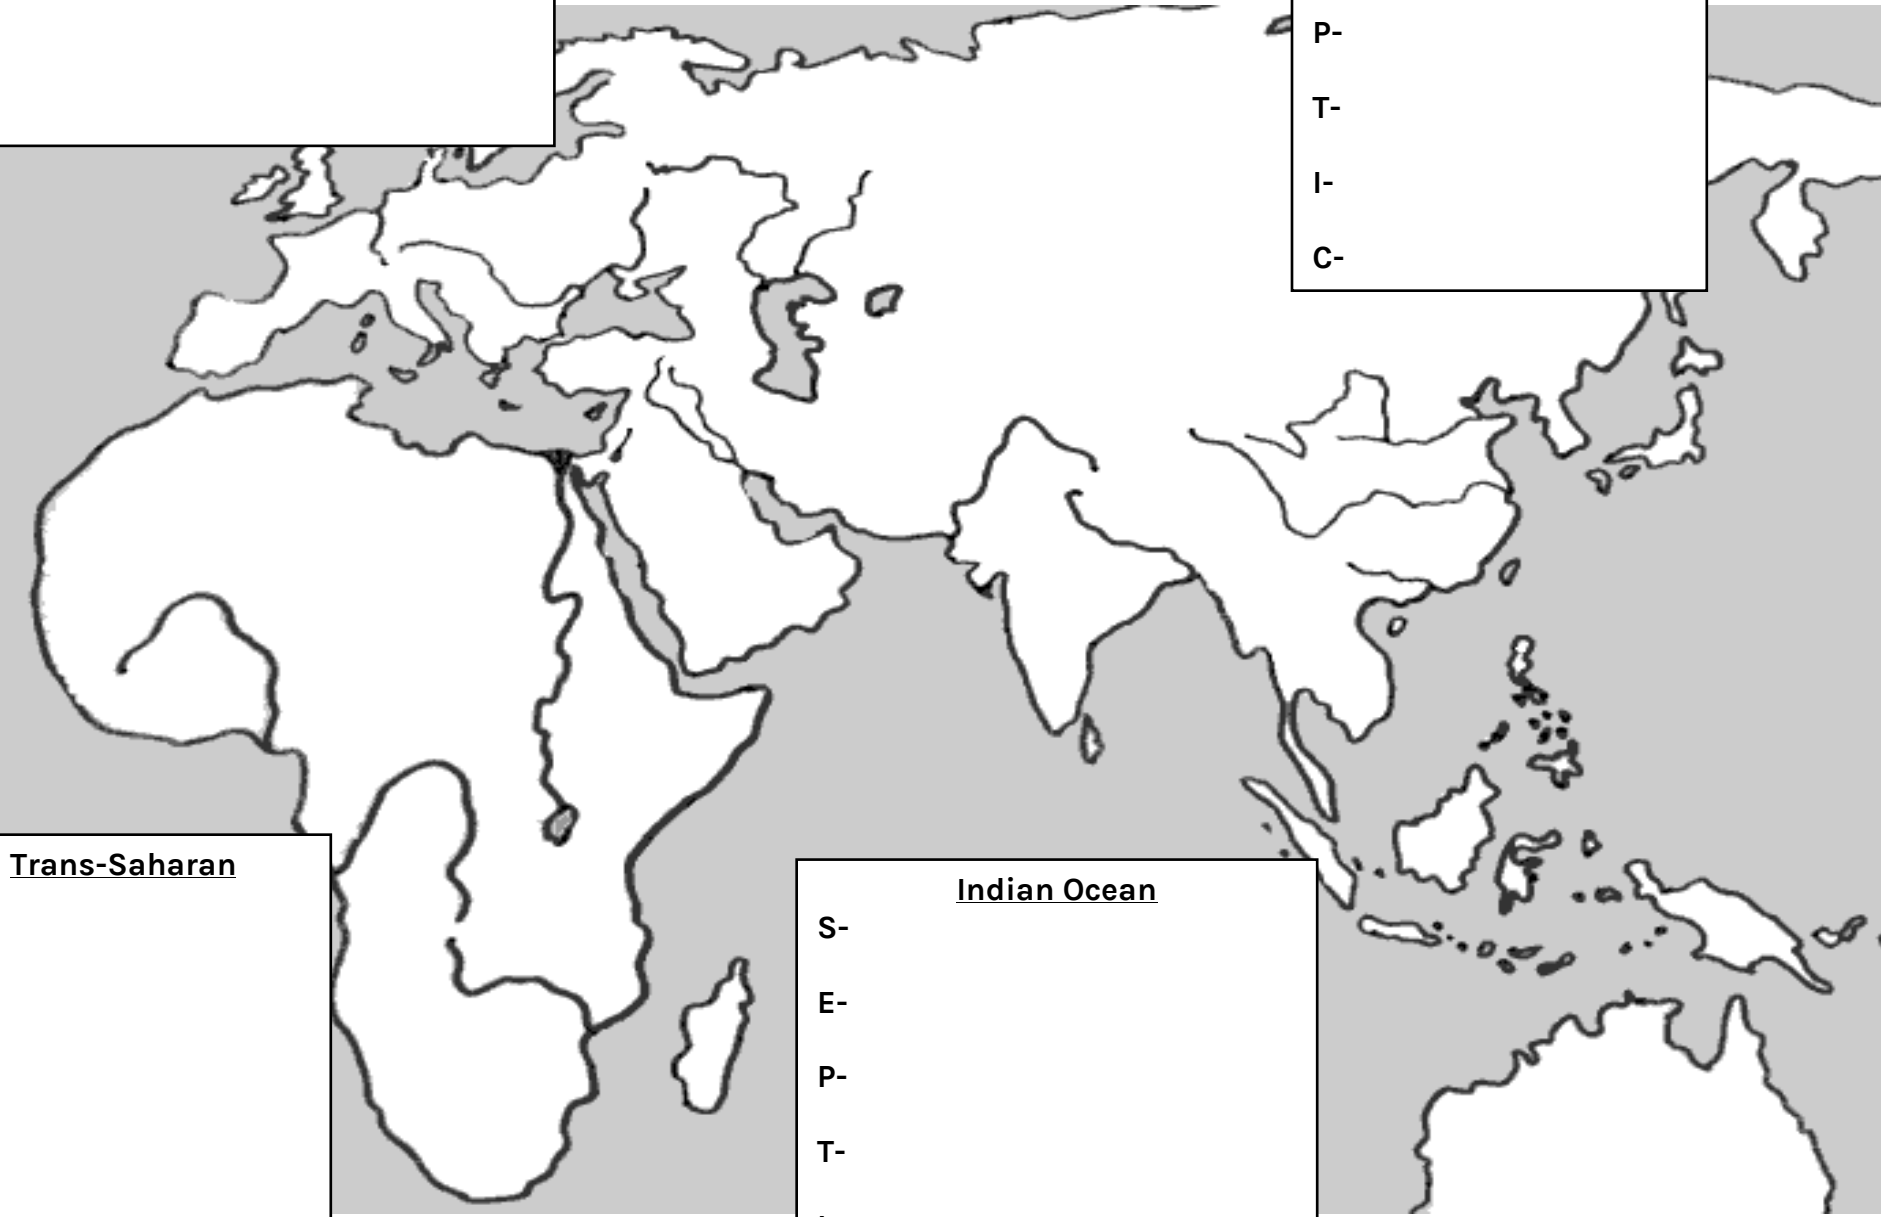 P-
T-
I-
C-
Trans-Saharan
Indian Ocean
S-
E-
P-
T-